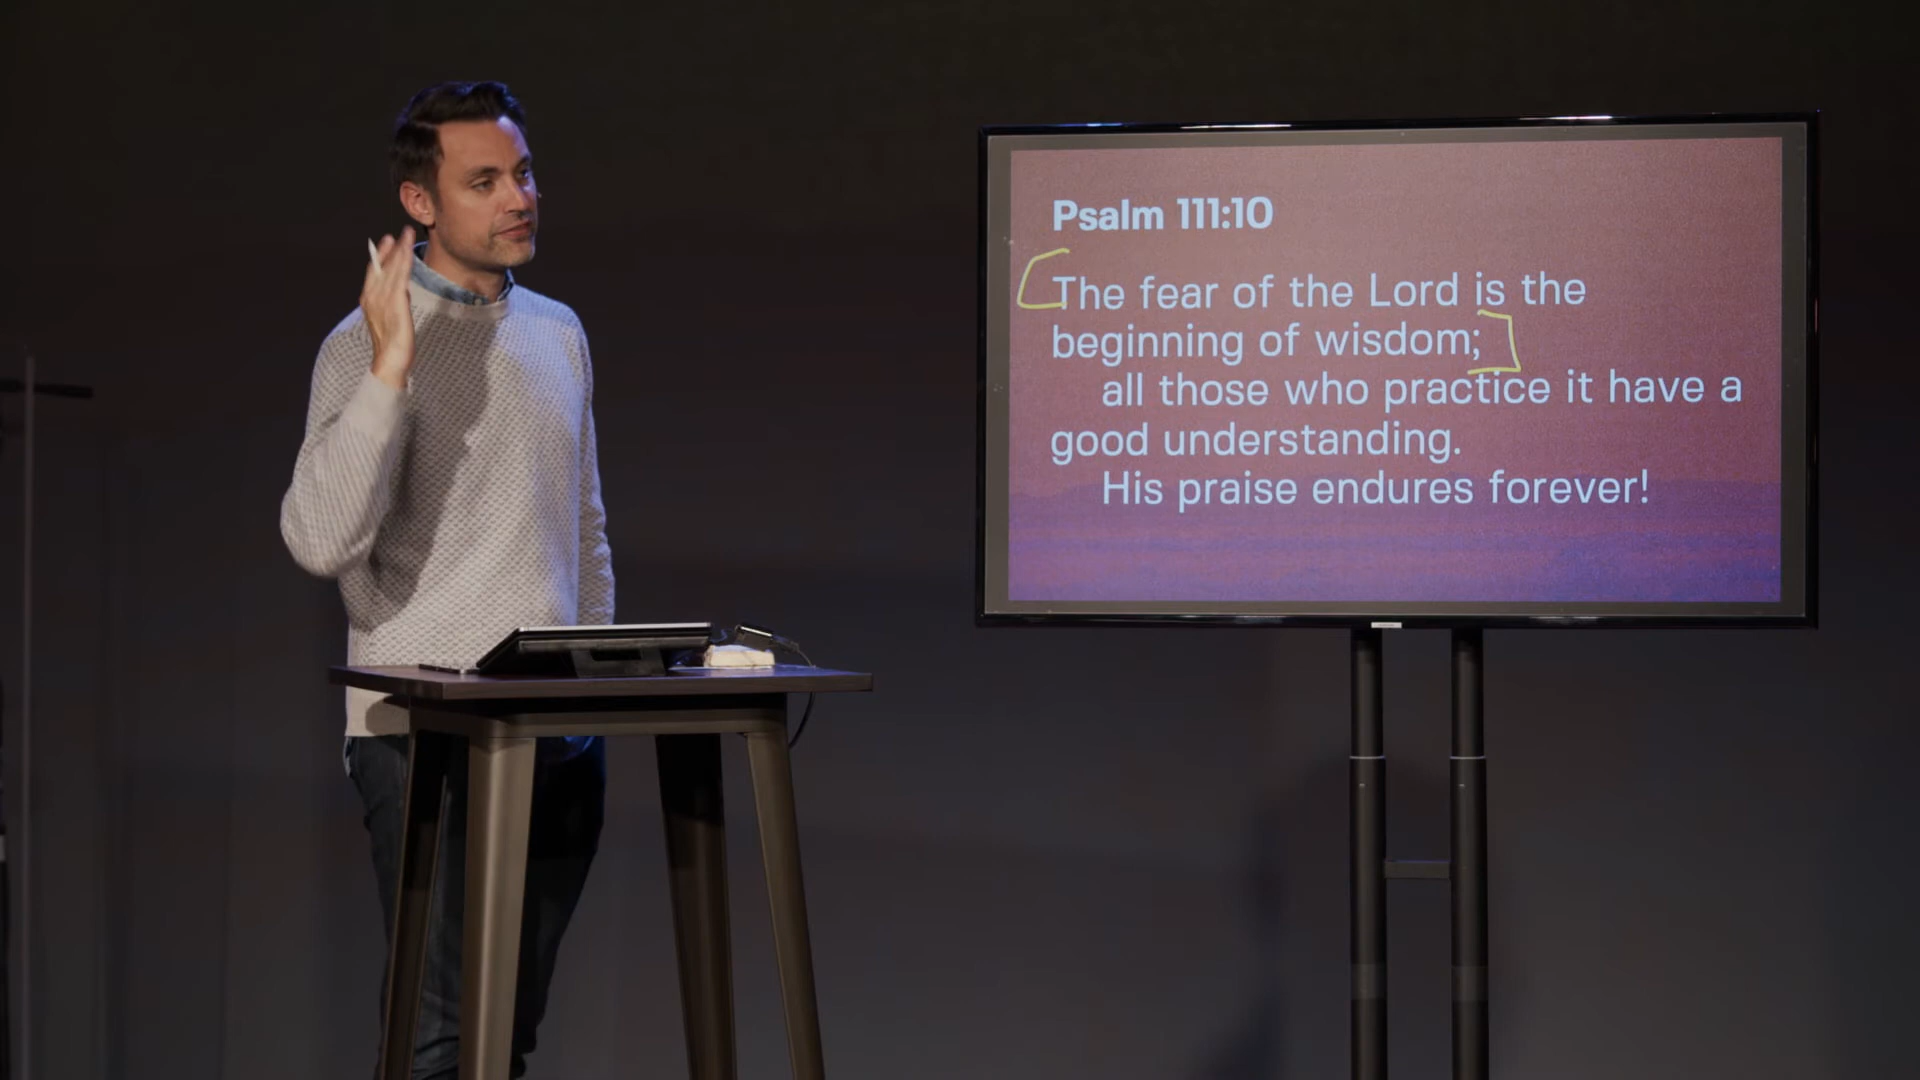 Psalm 111:10
The fear of the Lord is the
beginning of wisdom;
all those who practice it have a
good understanding.
His praise endures forever!